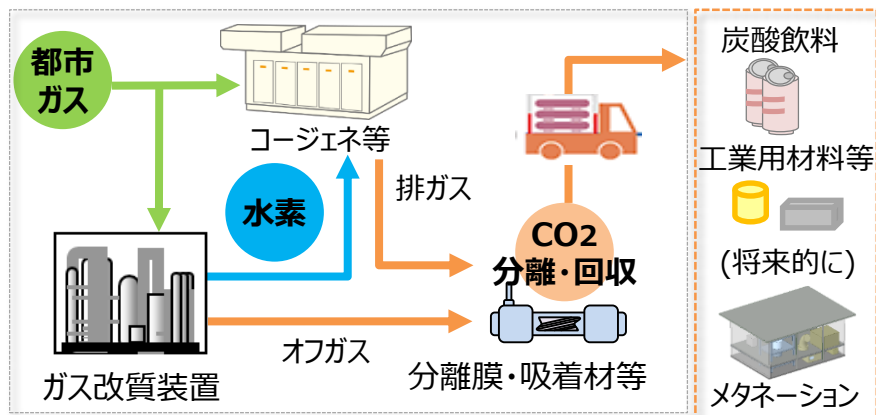 都市
ガス
コージェネ等
水素
排ガス
CO2
分離・回収
オフガス
ガス改質装置
分離膜・吸着材等
炭酸飲料
工業用材料等
(将来的に)
メタネーション